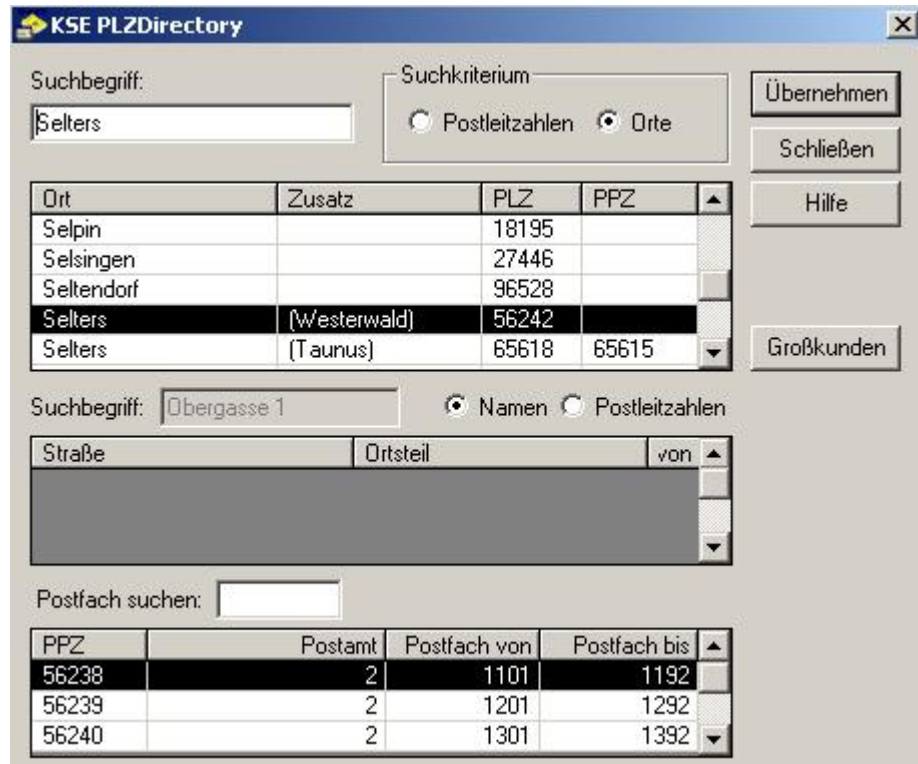 KSE PLZDirectory
Suchbegriff:
Selters
Suchkriterium
Postleitzahlen Orte
Übernehmen
Schließen
Hilfe
Großkunden
Ort Zusatz PLZ PPZ
Selpin 18195
Selsingen 27446
Seltendorf 96528
Selters (Westerwald) 56242
Selters (Taunus) 65618 65615
Suchbegriff: Obergasse 1 Namen Postleitzahlen
Straße Ortsteil von
Postfach suchen:
PPZ Postamt Postfach von Postfach bis
56238 2 1101 1192
56239 2 1201 1292
56240 2 1301 1392